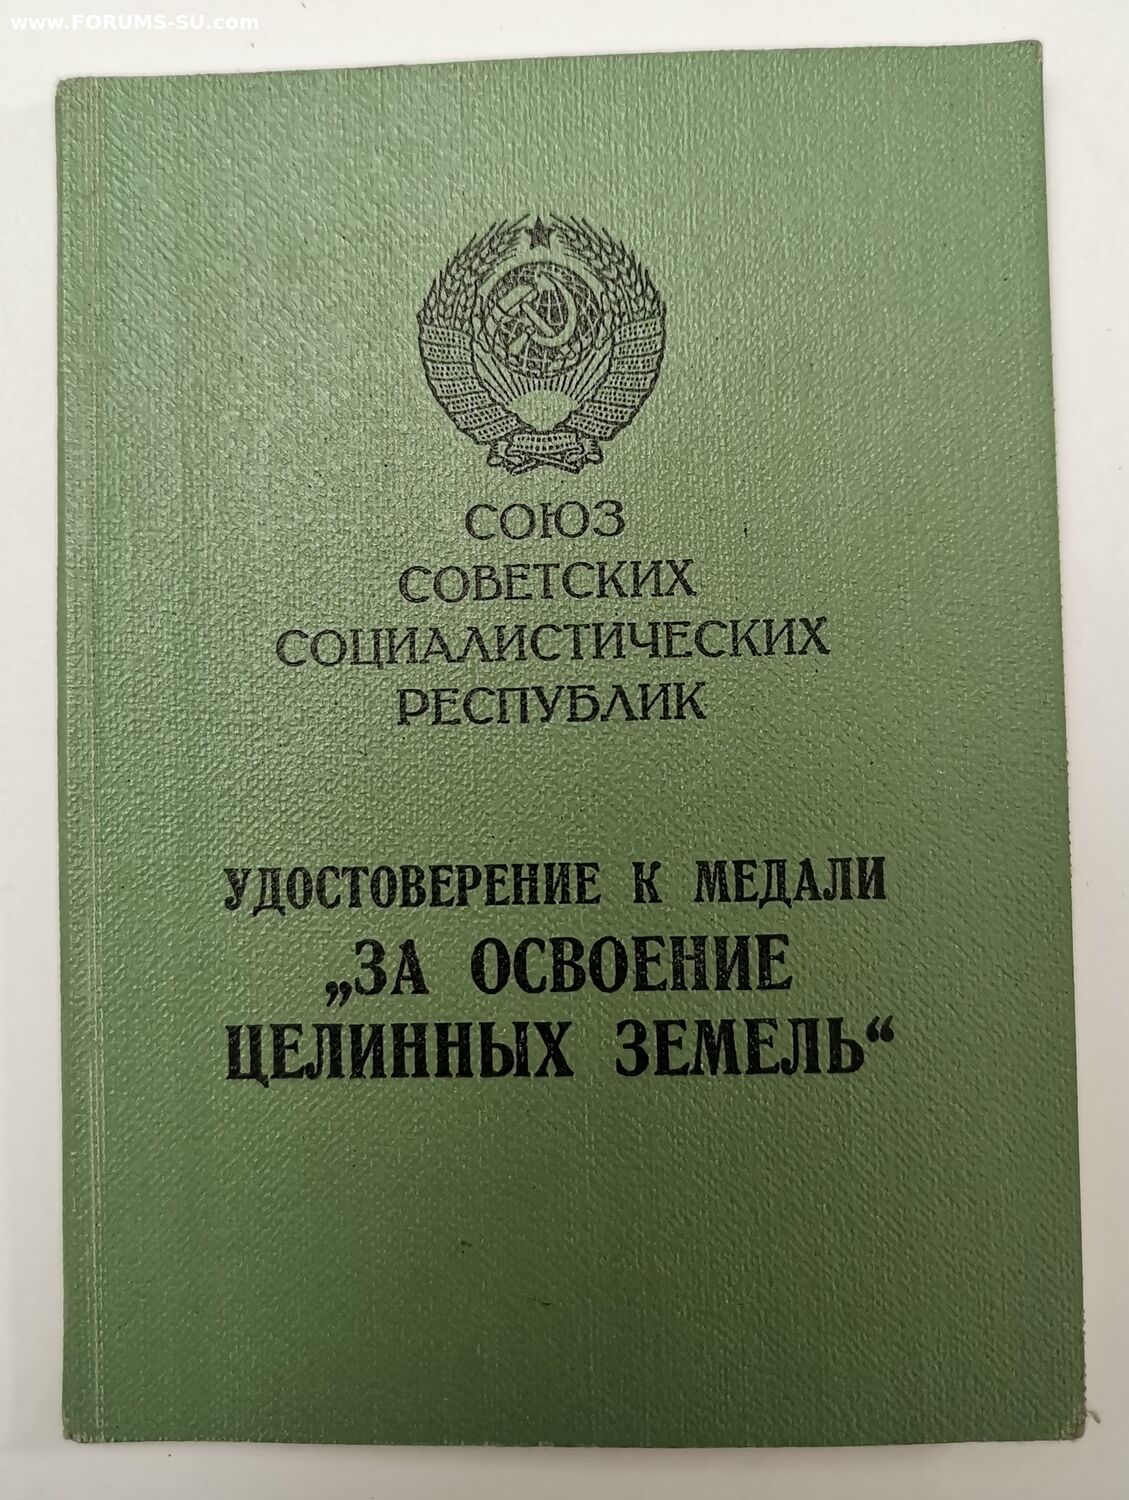 www.FORUMS-SU.com
СОЮЗ
СОВЕТСКИХ
СОЦИАЛИСТИЧЕСКИХ
РЕСПУБЛИК
УДОСТОВЕРЕНИЕ К МЕДАЛИ
„ЗА ОСВОЕНИЕ
ЦЕЛИННЫХ ЗЕМЕЛЬ“